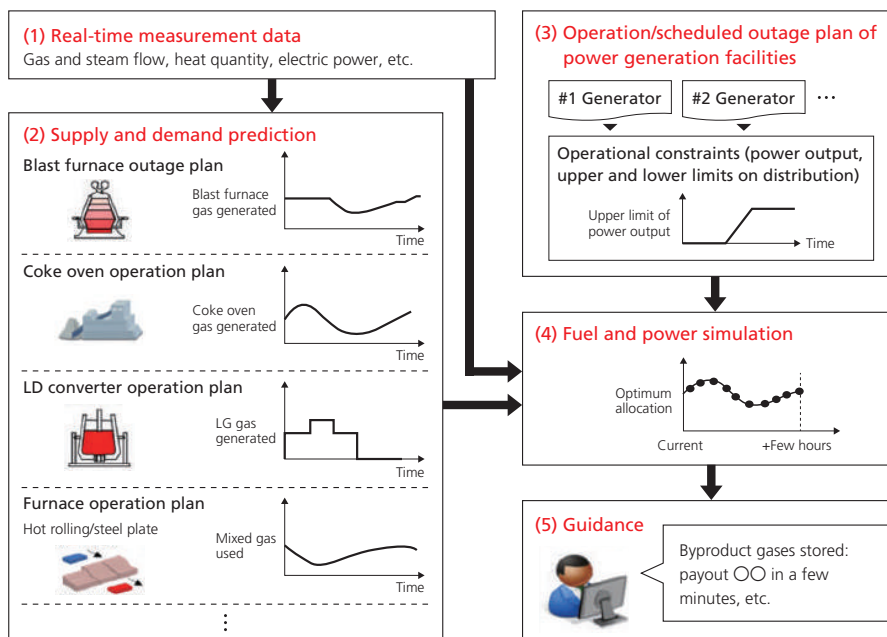 (1) Real-time measurement data
Gas and steam flow, heat quantity, electric power, etc.
(2) Supply and demand prediction
Blast furnace outage plan
Blast furnace
gas generated
Time
Coke oven operation plan
Coke oven
gas generated
Time
LD converter operation plan
LG gas
generated
Time
Furnace operation plan
Hot rolling/steel plate
Mixed gas
used
Time
⋮
(3) Operation/scheduled outage plan of
power generation facilities
#1 Generator
#2 Generator
⋯
Operational constraints (power output,
upper and lower limits on distribution)
Upper limit of
power output
Time
(4) Fuel and power simulation
Optimum
allocation
Current
+Few hours
(5) Guidance
Byproduct gases stored:
payout ○○ in a few
minutes, etc.